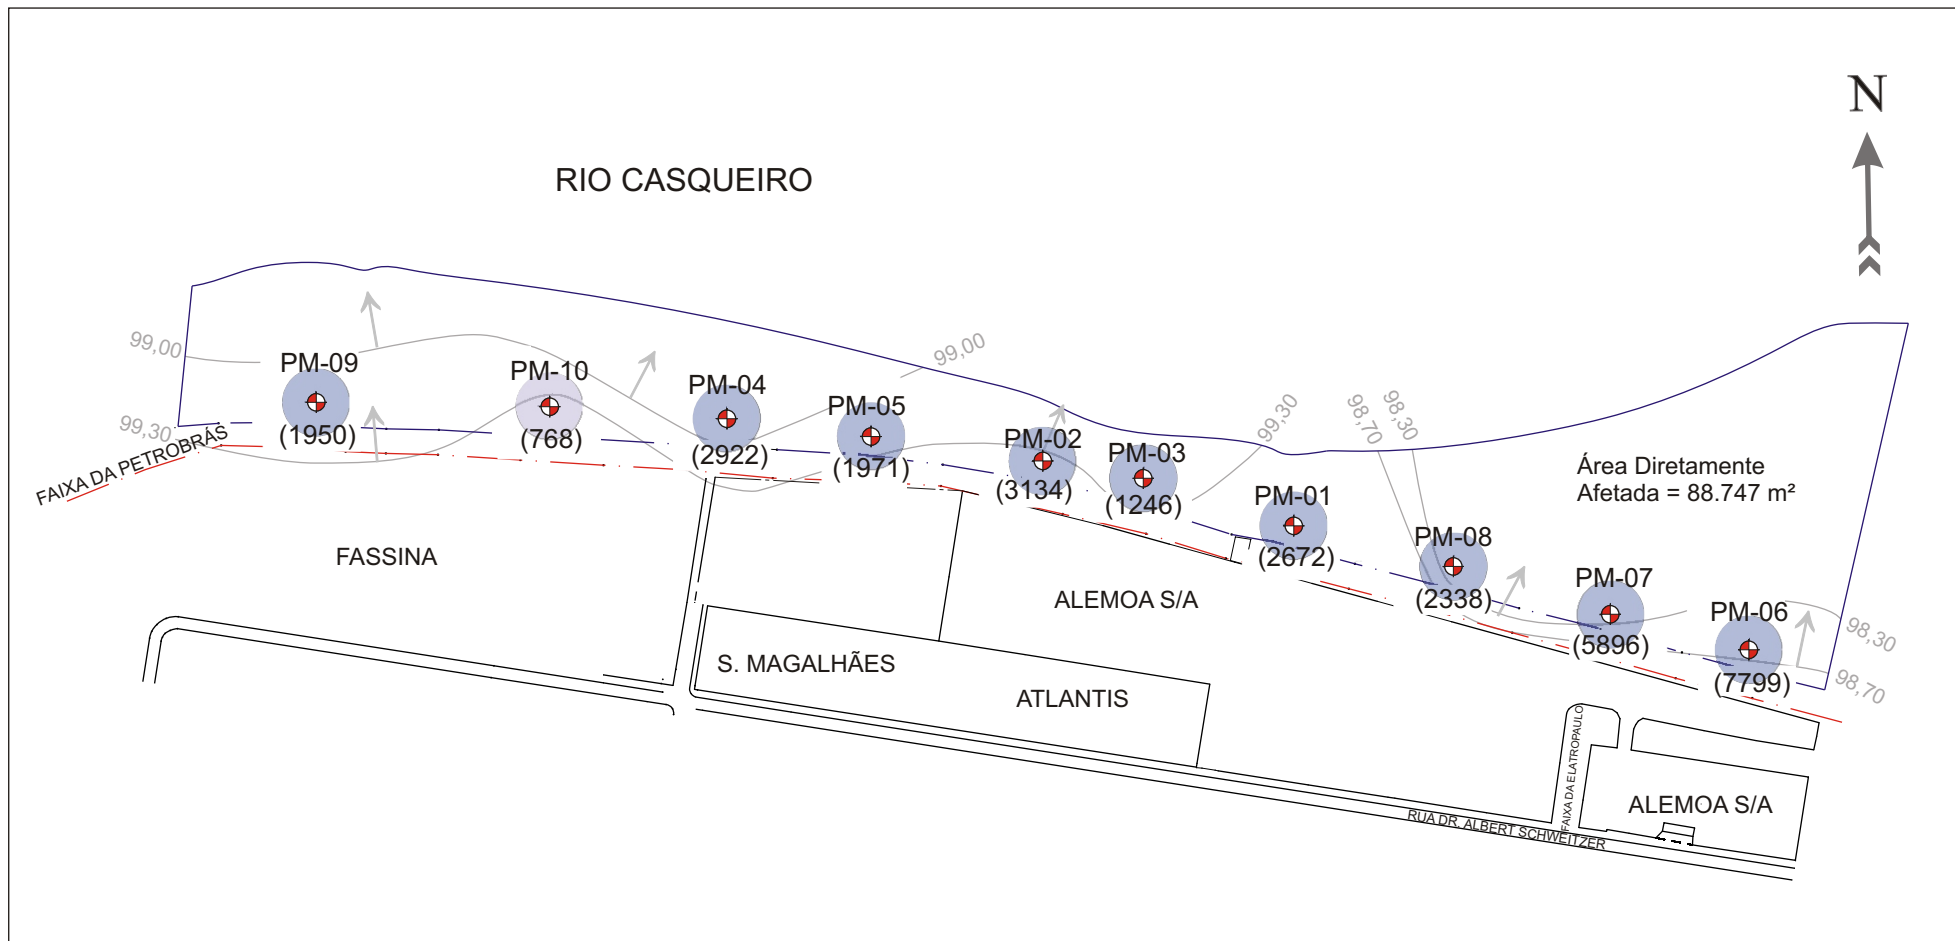 N
RIO CASQUEIRO
99,00
99,00
99,30
99,30
98,70
98,30
PM-09
(1950)
PM-10
(768)
PM-04
(2922)
PM-05
(1971)
PM-02
(3134)
PM-03
(1246)
PM-01
(2672)
PM-08
(2338)
PM-07
(5896)
PM-06
(7799)
Área Diretamente
Afetada = 88.747 m²
98,30
98,70
FAIXA DA PETROBRÁS
FASSINA
ALEMOA S/A
S. MAGALHÃES
ATLANTIS
FAIXA DA ELATROPAULO
ALEMOA S/A
RUA DR. ALBERT SCHWEITZER